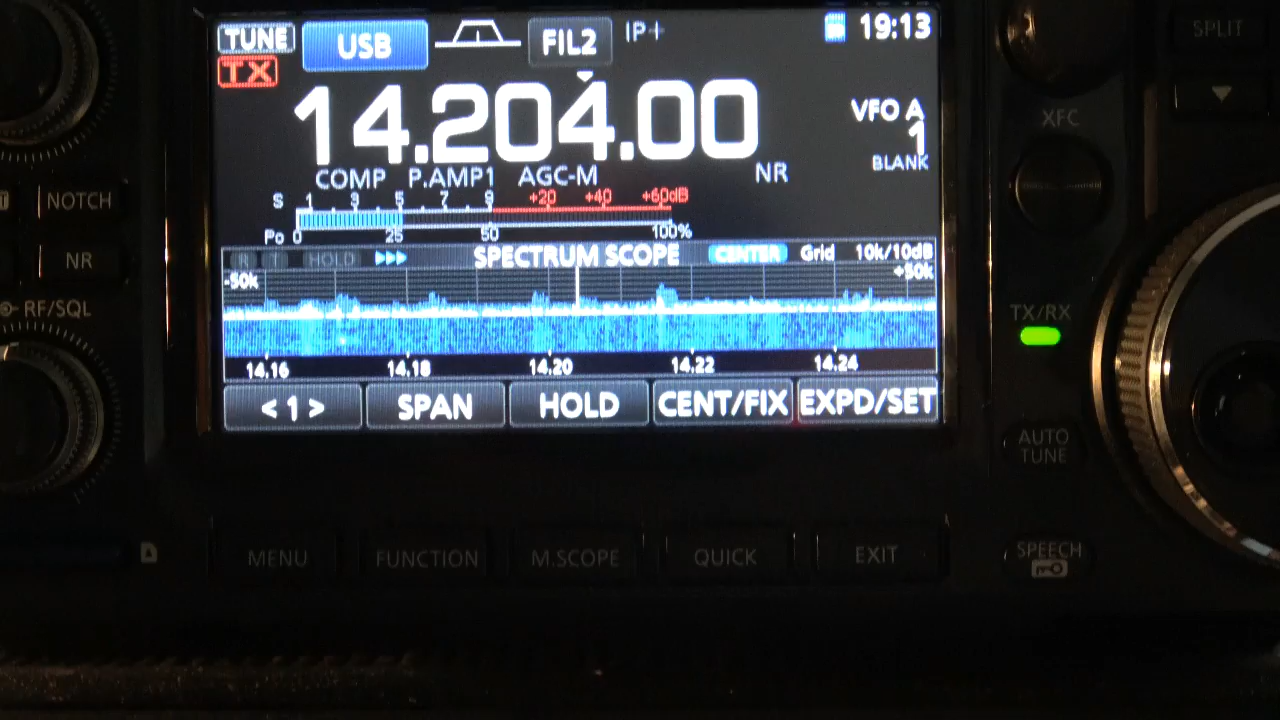 TUNE USB FIL2 IP+ 19:13
TX
14.204.00
VFO A
1
BLANK
COMP P.AMP1 AGC-M NR
S 1 3 5 7 9 +20 +40 +60dB
Po 0 25 50 100%
R T HOLD SPECTRUM SCOPE CENTER Grid 10k/10dB
-50k +50k
14.16 14.18 14.20 14.22 14.24
< 1 > SPAN HOLD CENT/FIX EXPD/SET
NOTCH
NR
RF/SQL
MENU FUNCTION M.SCOPE QUICK EXIT
SPLIT
XFC
TX/RX
AUTO
TUNE
SPEECH